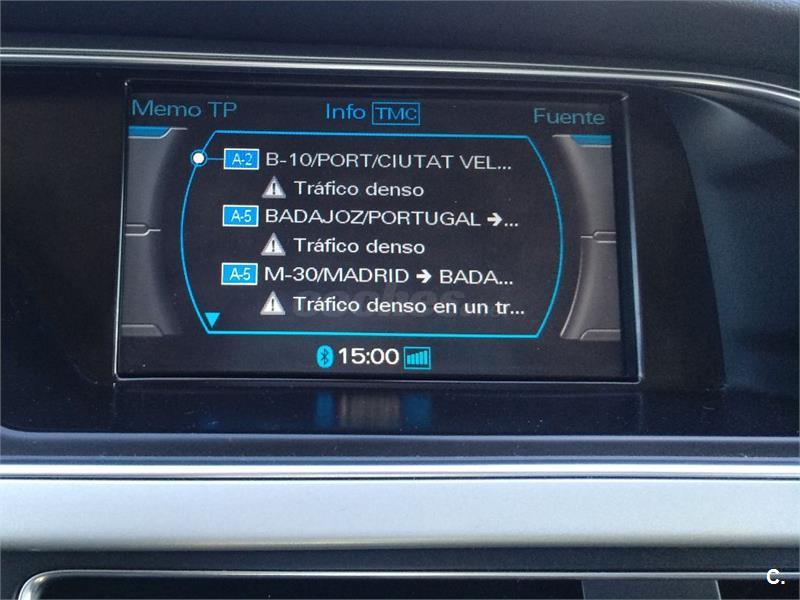 Memo TP
Info TMC
Fuente
A-2 B-10/PORT/CIUTAT VEL...
Tráfico denso
A-5 BADAJOZ/PORTUGAL ➔...
Tráfico denso
A-5 M-30/MADRID ➔ BADA...
Tráfico denso en un tr...
15:00
C.